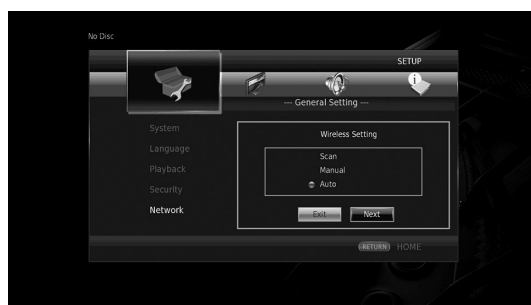 No Disc
SETUP
--- General Setting ---
System
Language
Playback
Security
Network
Wireless Setting
Scan
Manual
Auto
Exit Next
RETURN HOME